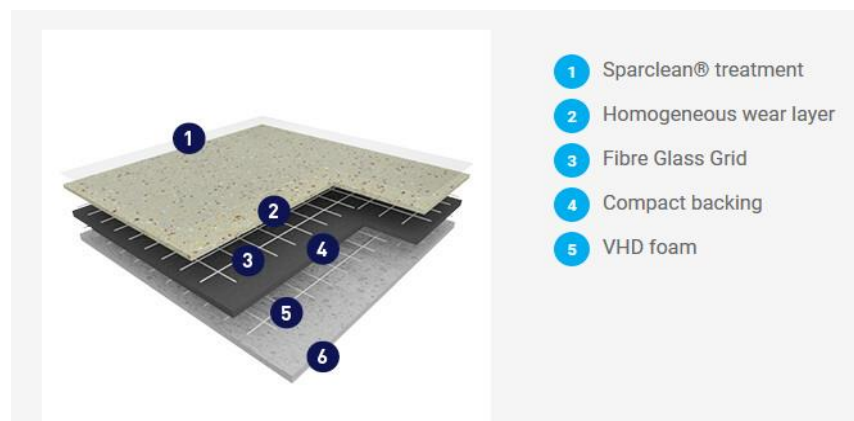 1
2
3
4
5
6
1 Sparclean® treatment
2 Homogeneous wear layer
3 Fibre Glass Grid
4 Compact backing
5 VHD foam